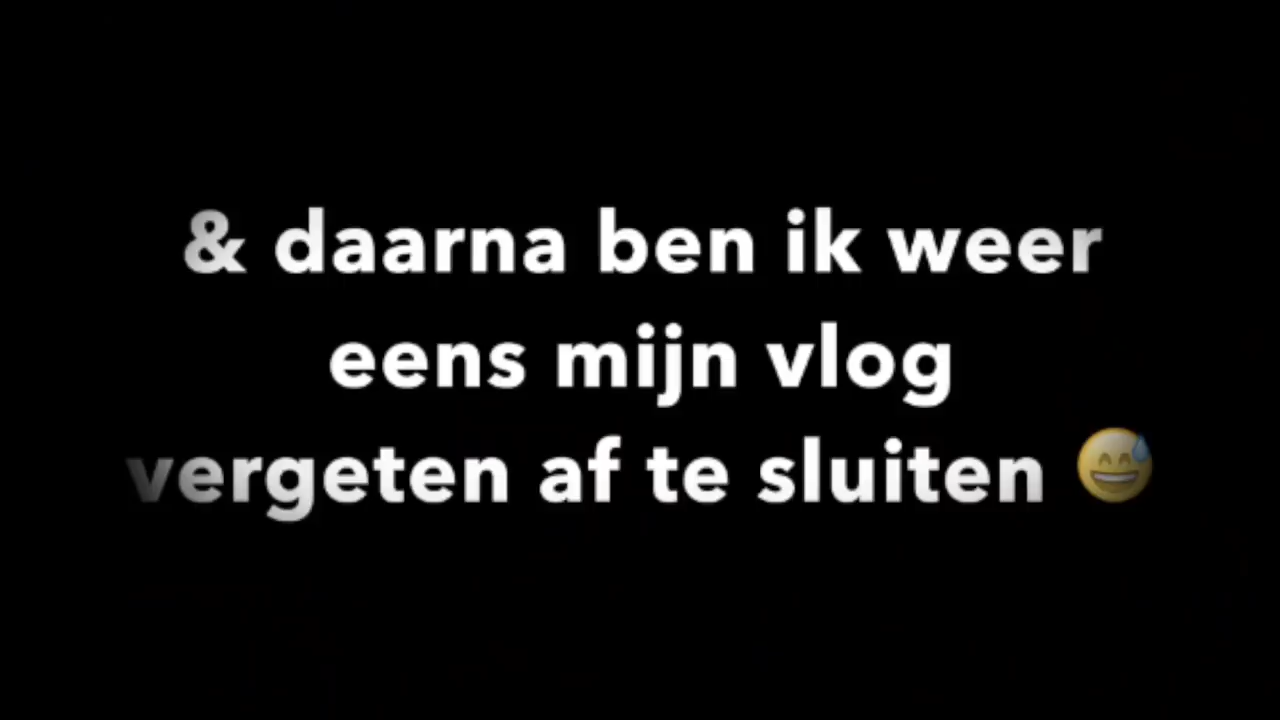 & daarna ben ik weer
eens mijn vlog
vergeten af te sluiten 😅